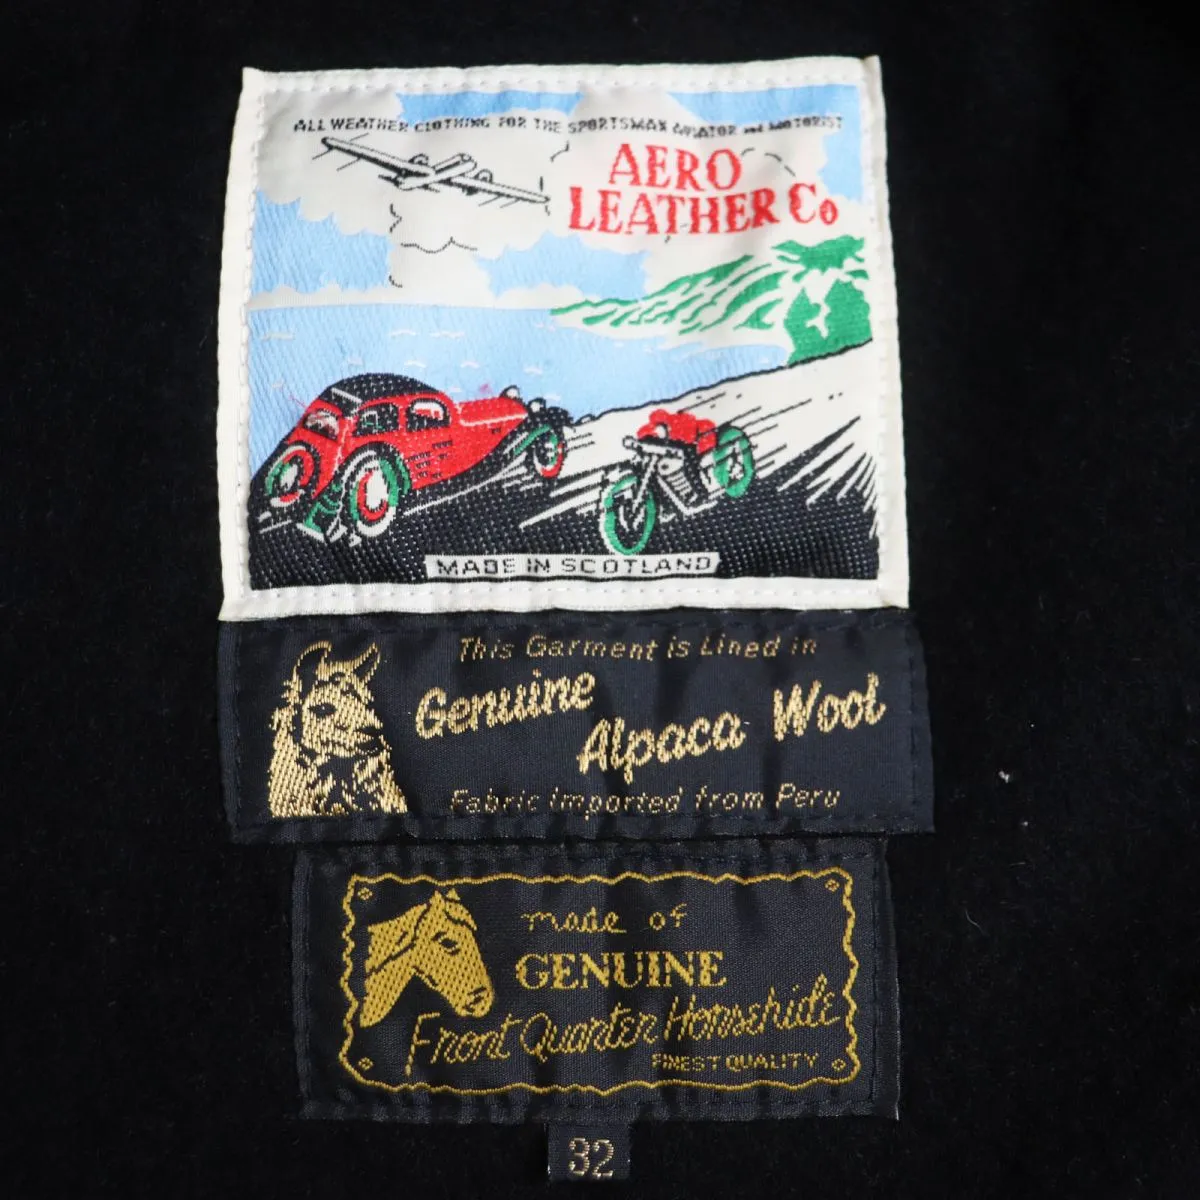 ALL WEATHER CLOTHING FOR THE SPORTSMAN AVIATOR and MOTORIST
AERO
LEATHER Co
MADE IN SCOTLAND
This Garment is Lined in
Genuine
Alpaca Wool
Fabric imported from Peru
made of
GENUINE
Front Quarter Horsehide
FINEST QUALITY
32